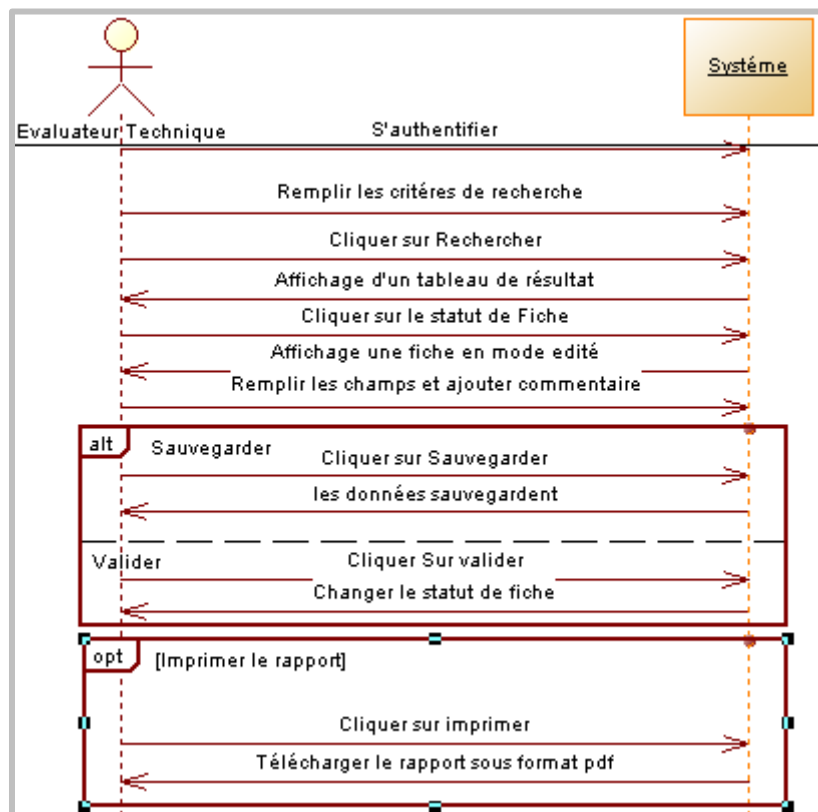 Systéme
Evaluateur Technique
S'authentifier
Remplir les critéres de recherche
Cliquer sur Rechercher
Affichage d'un tableau de résultat
Cliquer sur le statut de Fiche
Affichage une fiche en mode edité
Remplir les champs et ajouter commentaire
alt
Sauvegarder
Cliquer sur Sauvegarder
les données sauvegardent
Valider
Cliquer Sur valider
Changer le statut de fiche
opt
[Imprimer le rapport]
Cliquer sur imprimer
Télécharger le rapport sous format pdf